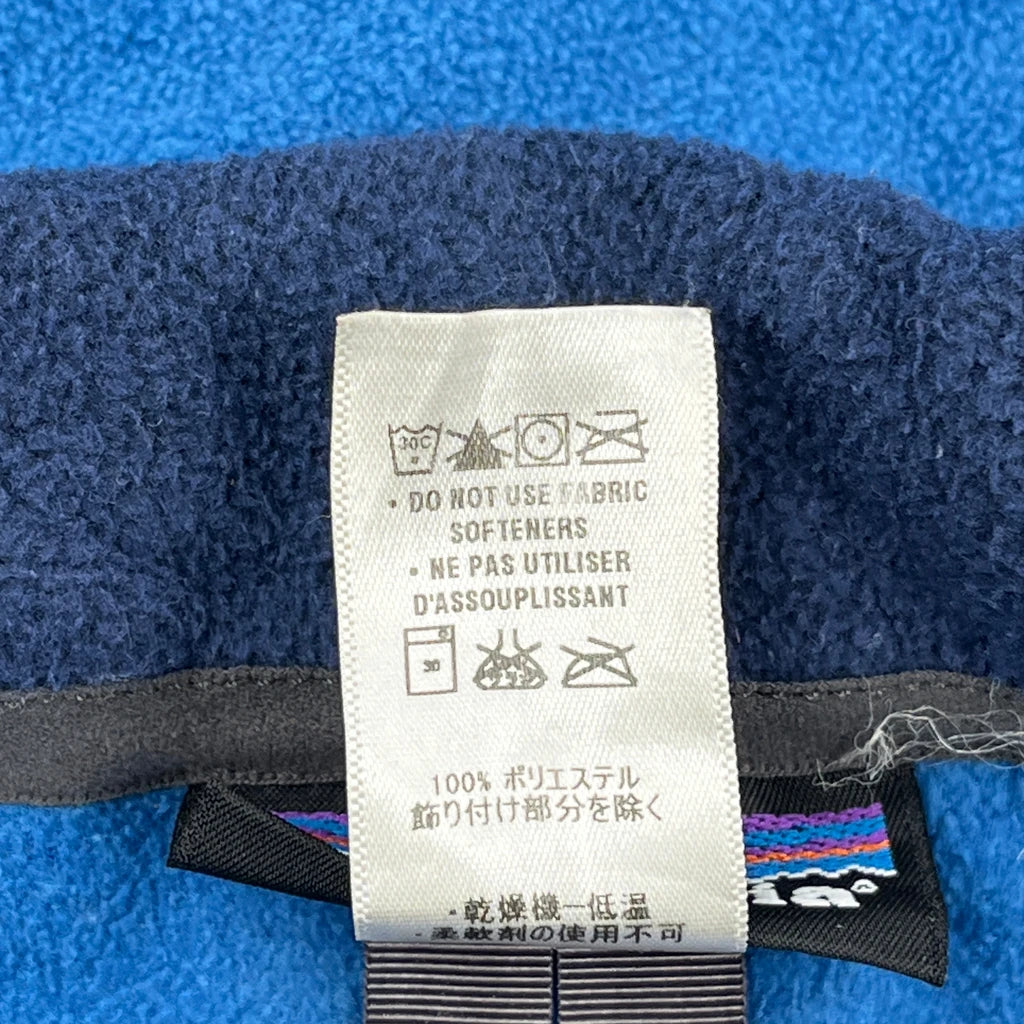 30C
• DO NOT USE FABRIC
SOFTENERS
• NE PAS UTILISER
D'ASSOUPLISSANT
30
100% ポリエステル
飾り付け部分を除く
・乾燥機ー低温
・柔軟剤の使用不可
ia